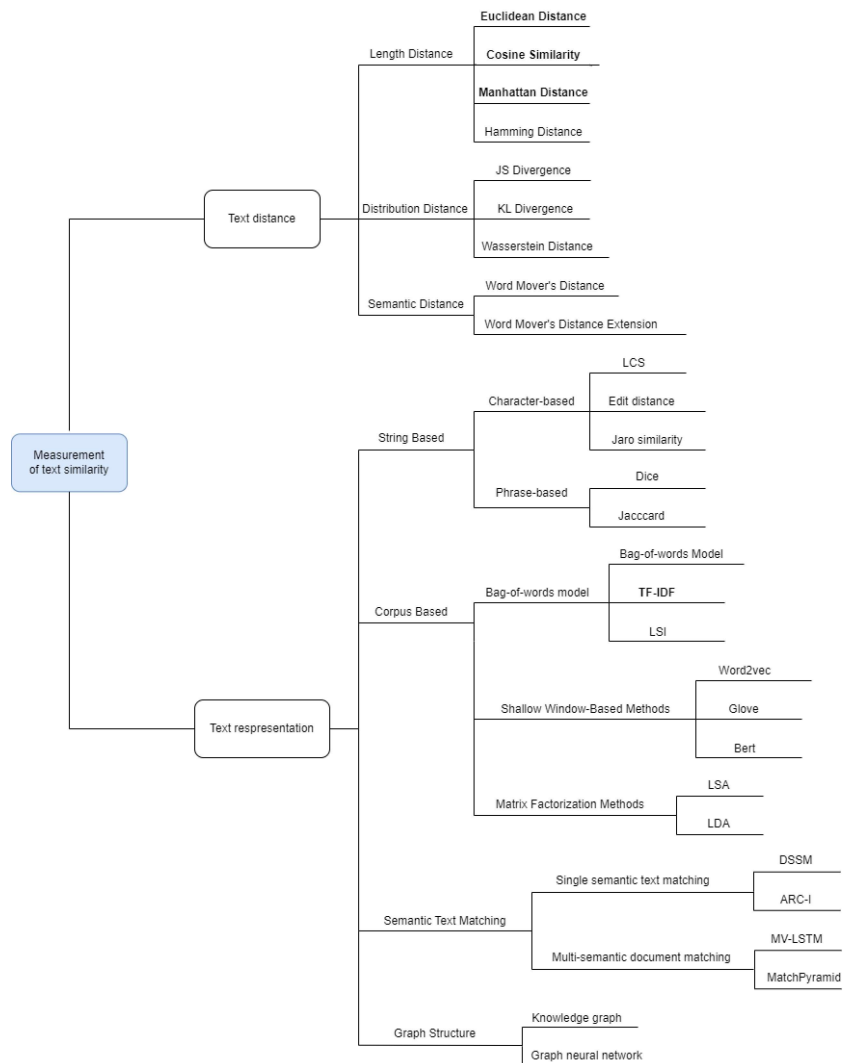 Euclidean Distance
Length Distance
Cosine Similarity
Manhattan Distance
Hamming Distance
JS Divergence
Text distance
Distribution Distance
KL Divergence
Wasserstein Distance
Semantic Distance
Word Mover's Distance
Word Mover's Distance Extension
LCS
Character-based
Edit distance
String Based
Jaro similarity
Measurement
of text similarity
Phrase-based
Dice
Jacccard
Bag-of-words Model
Corpus Based
Bag-of-words model
TF-IDF
LSI
Word2vec
Text respresentation
Shallow Window-Based Methods
Glove
Bert
LSA
Matrix Factorization Methods
LDA
DSSM
Single semantic text matching
ARC-I
Semantic Text Matching
MV-LSTM
Multi-semantic document matching
MatchPyramid
Knowledge graph
Graph Structure
Graph neural network